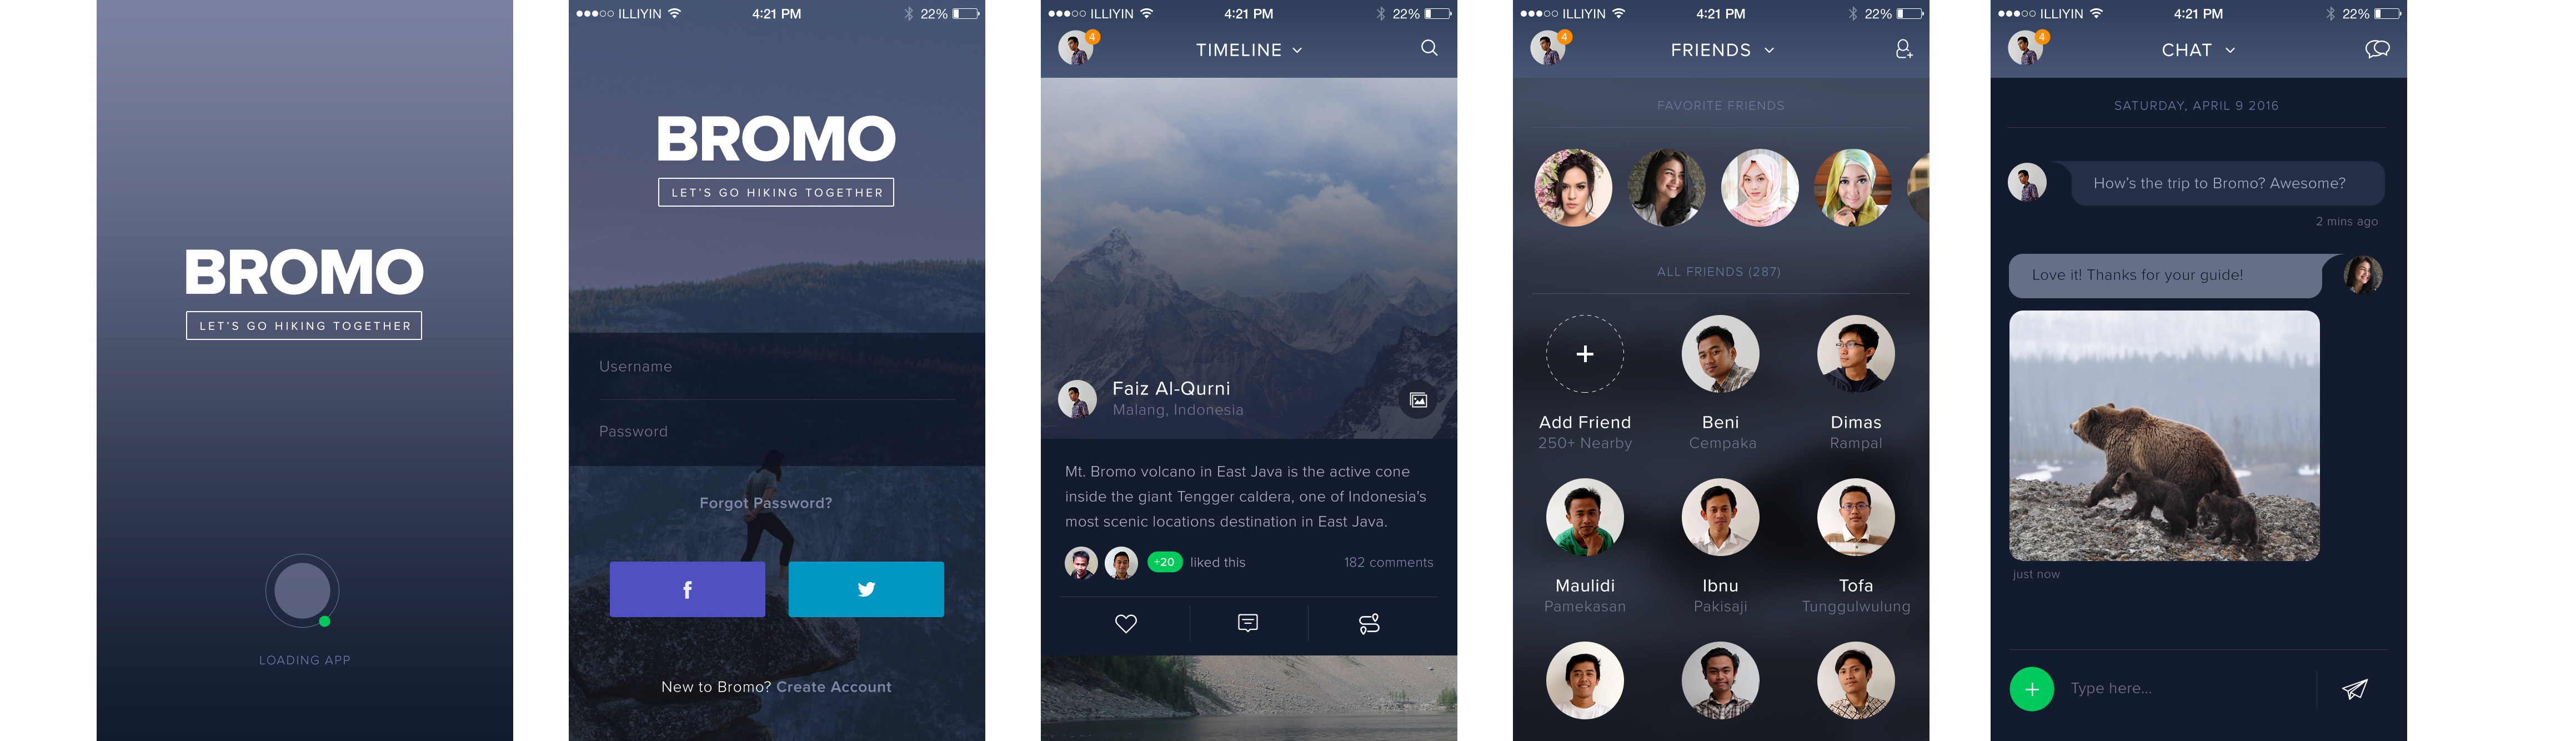 BROMO
LET'S GO HIKING TOGETHER
LOADING APP
ILLIYIN 4:21 PM 22%
BROMO
LET'S GO HIKING TOGETHER
Username
Password
Forgot Password?
f
New to Bromo? Create Account
ILLIYIN 4:21 PM 22%
4
TIMELINE
Faiz Al-Qurni
Malang, Indonesia
Mt. Bromo volcano in East Java is the active cone
inside the giant Tengger caldera, one of Indonesia's
most scenic locations destination in East Java.
+20 liked this 182 comments
ILLIYIN 4:21 PM 22%
4
FRIENDS
FAVORITE FRIENDS
ALL FRIENDS (287)
Add Friend Beni Dimas
250+ Nearby Cempaka Rampal
Maulidi Ibnu Tofa
Pamekasan Pakisaji Tunggulwulung
ILLIYIN 4:21 PM 22%
4
CHAT
SATURDAY, APRIL 9 2016
How's the trip to Bromo? Awesome?
2 mins ago
Love it! Thanks for your guide!
just now
Type here...